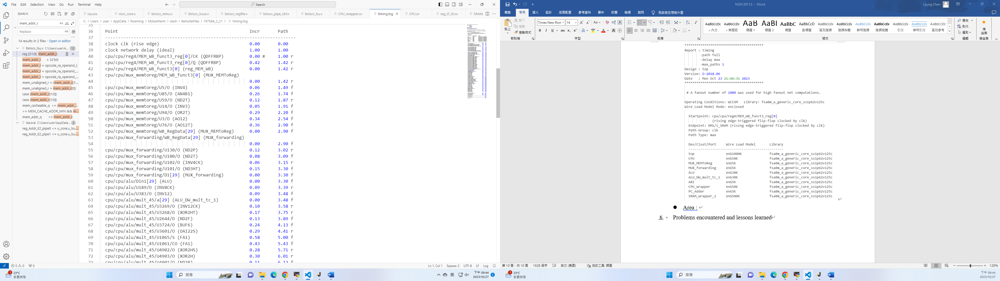 File Edit Selection View Go Run Terminal Help
Search
SEARCH
mem_addr_r
Aa ab
Replace
AB
14 results in 2 files - Open in editor
biriscv_lsu.v C:\Users\user\A... 12
reg [31:0] mem_addr_r;
mem_addr_r = 32'b0;
mem_addr_r = opcode_ra_operand_i;
mem_addr_r = opcode_ra_operand_...
mem_addr_r = opcode_ra_operand_...
mem_unaligned_r = (mem_addr_r[1:...
mem_unaligned_r = mem_addr_r[0];
case (mem_addr_r[1:0])
case (mem_addr_r[1:0])
mem_cacheable_q <= (mem_addr_...
>= MEM_CACHE_ADDR_MIN && m...
mem_addr_q <= mem_addr_r;
isa.sva C:\Users\user\AppData... 2
reg_Addr_E2_pipe0 <= u_core.u_lsu....
reg_Addr_E2_pipe1 <= u_core.u_lsu....
isa.sva riscv_core.v biriscv_mmu.v biriscv_issue.v biriscv_regfile.v biriscv_pipe_ctrl.v biriscv_lsu.v CPU_wrapper.sv timing.log CPU.sv reg_IF_ID.sv SRAM_
C: > Users > user > AppData > Roaming > MobaXterm > slash > RemoteFiles > 197584_2_21 > timing.log
35
36 Point Incr Path
37 -------------------------------------------------------------------------
38 clock clk (rise edge) 0.00 0.00
39 clock network delay (ideal) 1.00 1.00
40 cpu/cpu/reg4/MEM_WB_funct3_reg[0]/CK (QDFFRBP) 0.00 # 1.00 r
41 cpu/cpu/reg4/MEM_WB_funct3_reg[0]/Q (QDFFRBP) 0.42 1.42 r
42 cpu/cpu/reg4/MEM_WB_funct3[0] (reg_MEM_WB) 0.00 1.42 r
43 cpu/cpu/mux_memtoreg/MEM_WB_funct3[0] (MUX_MEMToReg)
44 0.00 1.42 r
45 cpu/cpu/mux_memtoreg/U5/O (INV4) 0.06 1.49 f
46 cpu/cpu/mux_memtoreg/U85/O (AN4B1) 0.26 1.74 f
47 cpu/cpu/mux_memtoreg/U59/O (ND2T) 0.12 1.87 r
48 cpu/cpu/mux_memtoreg/U14/O (INV3) 0.05 1.91 f
49 cpu/cpu/mux_memtoreg/U94/O (OR2T) 0.29 2.20 f
50 cpu/cpu/mux_memtoreg/U3/O (AO12) 0.34 2.54 f
51 cpu/cpu/mux_memtoreg/U76/O (AO12T) 0.36 2.90 f
52 cpu/cpu/mux_memtoreg/WB_RegData[29] (MUX_MEMToReg) 0.00 2.90 f
53 cpu/cpu/mux_forwarding/WB_RegData[29] (MUX_forwarding)
54 0.00 2.90 f
55 cpu/cpu/mux_forwarding/U130/O (ND2P) 0.12 3.02 r
56 cpu/cpu/mux_forwarding/U100/O (ND2T) 0.08 3.09 f
57 cpu/cpu/mux_forwarding/U102/O (INV4CK) 0.06 3.15 r
58 cpu/cpu/mux_forwarding/U101/O (ND3HT) 0.15 3.30 f
59 cpu/cpu/mux_forwarding/D1[29] (MUX_forwarding) 0.00 3.30 f
60 cpu/cpu/alu/Din1[29] (ALU) 0.00 3.30 f
61 cpu/cpu/alu/U189/O (INV8CK) 0.09 3.39 r
62 cpu/cpu/alu/U383/O (INV12) 0.09 3.48 f
63 cpu/cpu/alu/mult_45/a[29] (ALU_DW_mult_tc_1) 0.00 3.48 f
64 cpu/cpu/alu/mult_45/U3269/O (INV12CK) 0.10 3.58 r
65 cpu/cpu/alu/mult_45/U3268/O (XOR2HT) 0.17 3.75 r
66 cpu/cpu/alu/mult_45/U2644/O (ND2F) 0.13 3.89 f
67 cpu/cpu/alu/mult_45/U3724/O (BUF6) 0.24 4.13 f
68 cpu/cpu/alu/mult_45/U3601/O (OAI22S) 0.29 4.41 r
69 cpu/cpu/alu/mult_45/U1065/S (FA1) 0.58 5.00 f
70 cpu/cpu/alu/mult_45/U1061/CO (FA1) 0.43 5.43 f
71 cpu/cpu/alu/mult_45/U4902/O (XOR2HS) 0.28 5.71 r
72 cpu/cpu/alu/mult_45/U4903/O (XOR2H) 0.30 6.01 r
73 cpu/cpu/alu/mult_45/U4901/O (ND2P) 0.11 6.12 f
0 0 0
Ln 1, Col 1 Spaces: 2 UTF-8 LF Log
23°C
多雲時陰
搜尋
英
下午 09:44
2023/10/27
2
N26120113 - Word
Lijung Chen
檔案 常用 插入 設計 版面配置 參考資料 郵件 校閱 檢視 說明 告訴我您想做什麼
貼上
剪下
複製
複製格式
Times New Rom 14
B I U abc x₂ x²
AaBbCcDc AaBbCcDc AaB AaBl AaBbC AaBbCcD AaBbCcDc AaBbCcDc AaBbCcDc AaBbCcDc AaBbCcDc AaBbCcDc AABBCCDD
內文 無間距 標題 1 標題 2 標題 副標題 區別強調 強調斜體 鮮明強調 強調粗體 引文 鮮明引文 區別參考
尋找
取代
選取
增益集
剪貼簿 字型 段落 樣式 編輯 增益集
****************************************
Report : timing
-path full
-delay max
-max_paths 1
Design : top
Version: O-2018.06
Date : Mon Oct 23 21:44:31 2023
****************************************
# A fanout number of 1000 was used for high fanout net computations.
Operating Conditions: WCCOM Library: fsa0m_a_generic_core_ss1p62v125c
Wire Load Model Mode: enclosed
Startpoint: cpu/cpu/reg4/MEM_WB_funct3_reg[0]
(rising edge-triggered flip-flop clocked by clk)
Endpoint: DM1/i_SRAM (rising edge-triggered flip-flop clocked by clk)
Path Group: clk
Path Type: max
Des/Clust/Port Wire Load Model Library
------------------------------------------------
top enG1000K fsa0m_a_generic_core_ss1p62v125c
CPU enG50K fsa0m_a_generic_core_ss1p62v125c
MUX_MEMToReg enG5K fsa0m_a_generic_core_ss1p62v125c
MUX_forwarding enG5K fsa0m_a_generic_core_ss1p62v125c
ALU enG30K fsa0m_a_generic_core_ss1p62v125c
ALU_DW_mult_tc_1 enG30K fsa0m_a_generic_core_ss1p62v125c
AXI enG5K fsa0m_a_generic_core_ss1p62v125c
CPU_wrapper enG50K fsa0m_a_generic_core_ss1p62v125c
PC_Adder enG5K fsa0m_a_generic_core_ss1p62v125c
SRAM_wrapper_1 enG500K fsa0m_a_generic_core_ss1p62v125c
● Area :
五、 Problems encountered and lessons learned
第 10 頁，共 10 頁 1628 個字 英文 (美國) 協助工具: 調查
120%
23°C
多雲時陰
搜尋
下午 09:44
2023/10/27